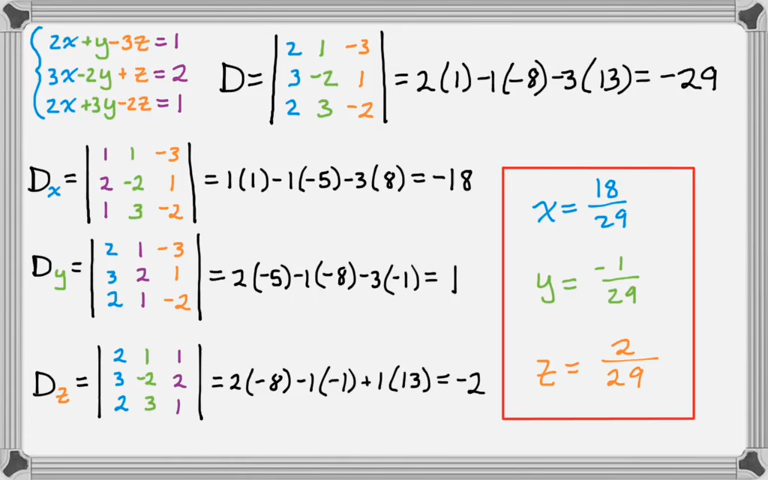 2x+y-3z=1
3x-2y+z=2
2x+3y-2z=1
D= | 2 1 -3 |
| 3 -2 1 | = 2(1)-1(-8)-3(13)=-29
| 2 3 -2 |
Dx = | 1 1 -3 |
| 2 -2 1 | = 1(1)-1(-5)-3(8)=-18
| 1 3 -2 |
Dy = | 2 1 -3 |
| 3 2 1 | = 2(-5)-1(-8)-3(-1)= 1
| 2 1 -2 |
Dz = | 2 1 1 |
| 3 -2 2 | = 2(-8)-1(-1)+1(13)=-2
| 2 3 1 |
x= 18/29
y= -1/29
z= 2/29